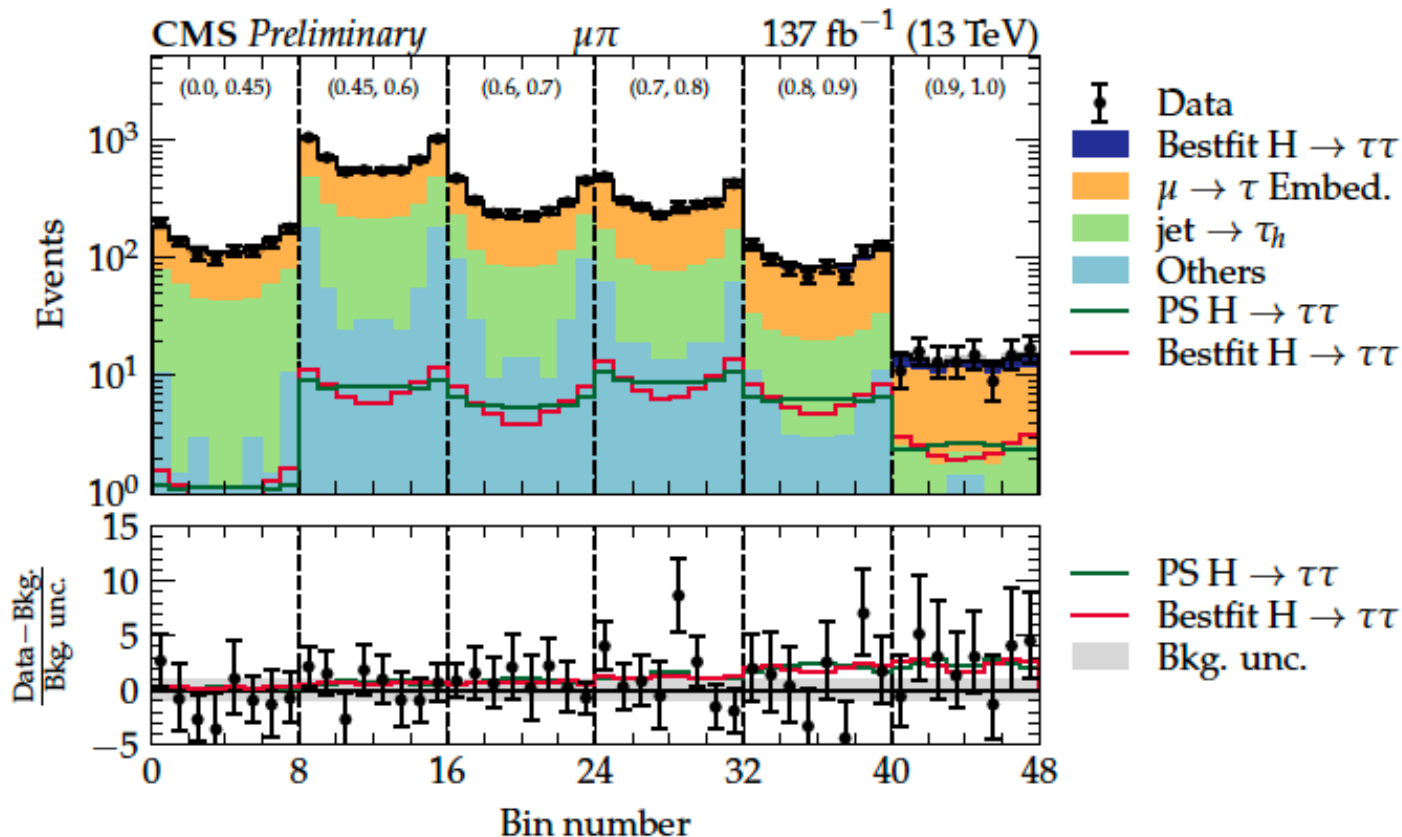 CMS Preliminary μπ 137 fb⁻¹ (13 TeV)
(0.0, 0.45) (0.45, 0.6) (0.6, 0.7) (0.7, 0.8) (0.8, 0.9) (0.9, 1.0)
10³
10²
10¹
10⁰
Events
Data
Bestfit H → ττ
μ → τ Embed.
jet → τₕ
Others
PS H → ττ
Bestfit H → ττ
15
10
5
0
−5
Data−Bkg.
Bkg. unc.
PS H → ττ
Bestfit H → ττ
Bkg. unc.
0 8 16 24 32 40 48
Bin number